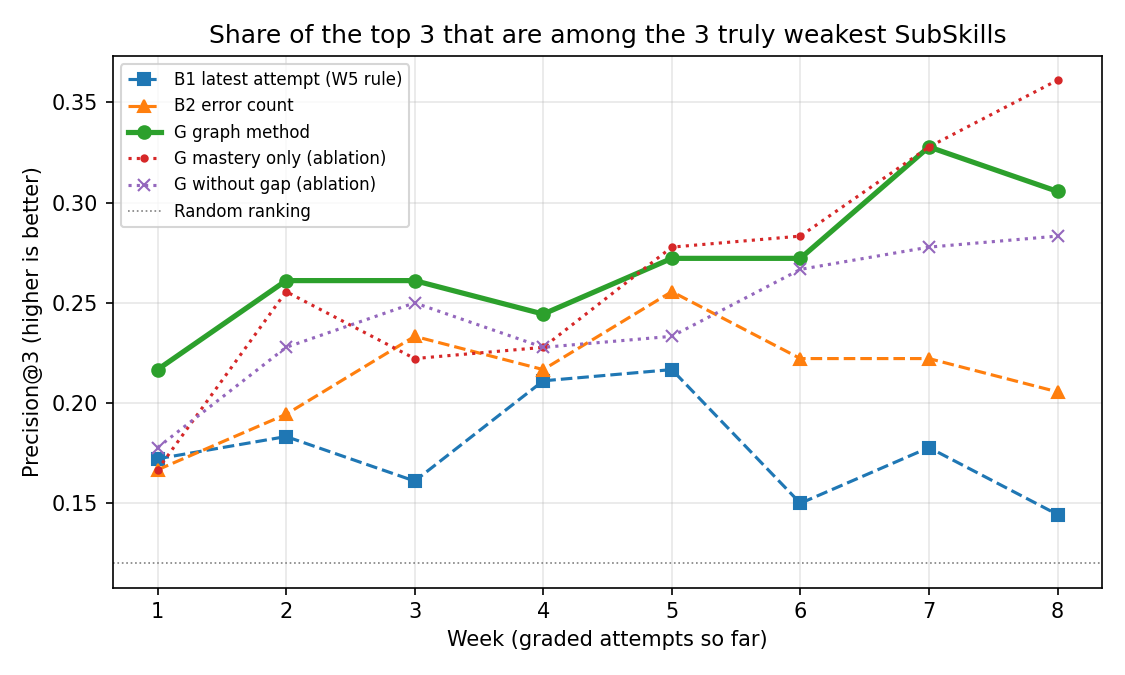 Share of the top 3 that are among the 3 truly weakest SubSkills
B1 latest attempt (W5 rule)
B2 error count
G graph method
G mastery only (ablation)
G without gap (ablation)
Random ranking
Precision@3 (higher is better)
0.35
0.30
0.25
0.20
0.15
1 2 3 4 5 6 7 8
Week (graded attempts so far)